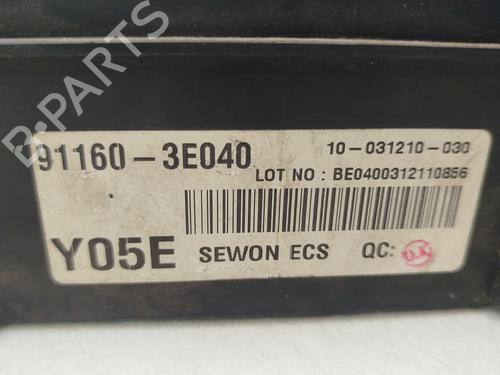 B-PARTS
91160-3E040
10-031210-030
LOT NO : BE0400312110856
Y05E
SEWON ECS
QC: O.K